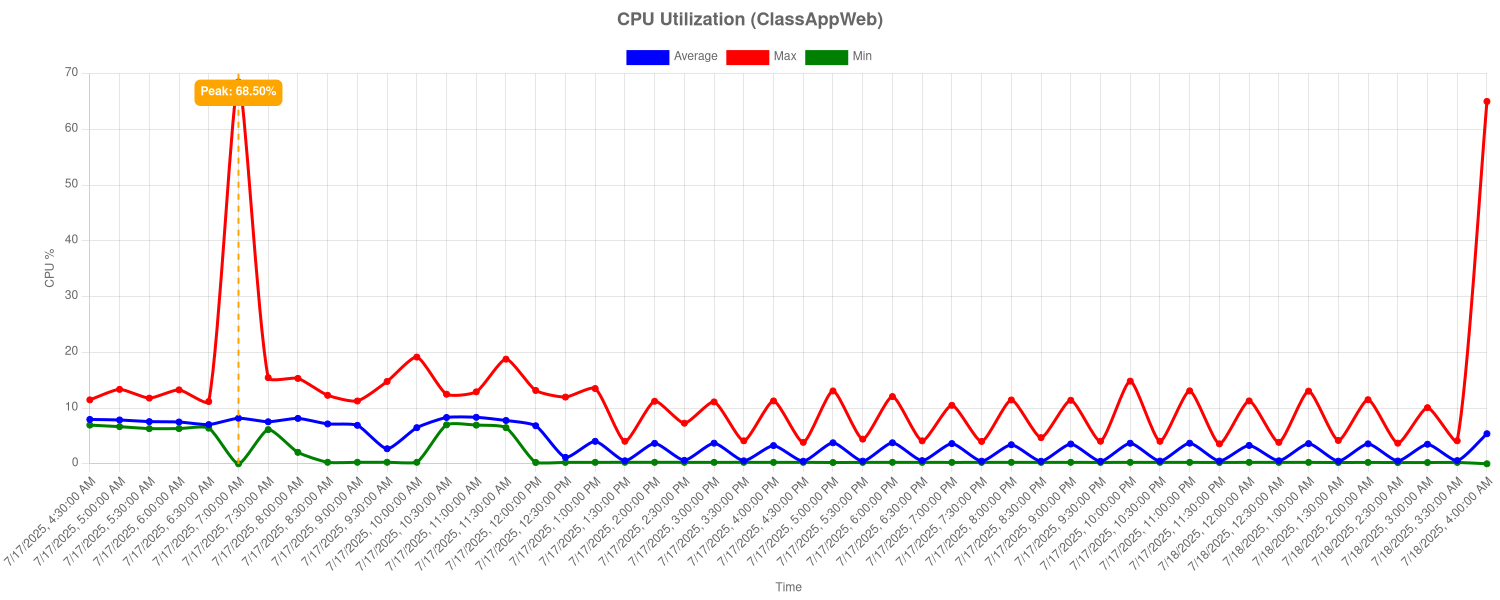 CPU Utilization (ClassAppWeb)
Average Max Min
70
Peak: 68.50%
60
50
40
30
20
10
0
CPU %
7/17/2025, 4:30:00 AM
7/17/2025, 5:00:00 AM
7/17/2025, 5:30:00 AM
7/17/2025, 6:00:00 AM
7/17/2025, 6:30:00 AM
7/17/2025, 7:00:00 AM
7/17/2025, 7:30:00 AM
7/17/2025, 8:00:00 AM
7/17/2025, 8:30:00 AM
7/17/2025, 9:00:00 AM
7/17/2025, 9:30:00 AM
7/17/2025, 10:00:00 AM
7/17/2025, 10:30:00 AM
7/17/2025, 11:00:00 AM
7/17/2025, 11:30:00 AM
7/17/2025, 12:00:00 PM
7/17/2025, 12:30:00 PM
7/17/2025, 1:00:00 PM
7/17/2025, 1:30:00 PM
7/17/2025, 2:00:00 PM
7/17/2025, 2:30:00 PM
7/17/2025, 3:00:00 PM
7/17/2025, 3:30:00 PM
7/17/2025, 4:00:00 PM
7/17/2025, 4:30:00 PM
7/17/2025, 5:00:00 PM
7/17/2025, 5:30:00 PM
7/17/2025, 6:00:00 PM
7/17/2025, 6:30:00 PM
7/17/2025, 7:00:00 PM
7/17/2025, 7:30:00 PM
7/17/2025, 8:00:00 PM
7/17/2025, 8:30:00 PM
7/17/2025, 9:00:00 PM
7/17/2025, 9:30:00 PM
7/17/2025, 10:00:00 PM
7/17/2025, 10:30:00 PM
7/17/2025, 11:00:00 PM
7/17/2025, 11:30:00 PM
7/18/2025, 12:00:00 AM
7/18/2025, 12:30:00 AM
7/18/2025, 1:00:00 AM
7/18/2025, 1:30:00 AM
7/18/2025, 2:00:00 AM
7/18/2025, 2:30:00 AM
7/18/2025, 3:00:00 AM
7/18/2025, 3:30:00 AM
7/18/2025, 4:00:00 AM
Time